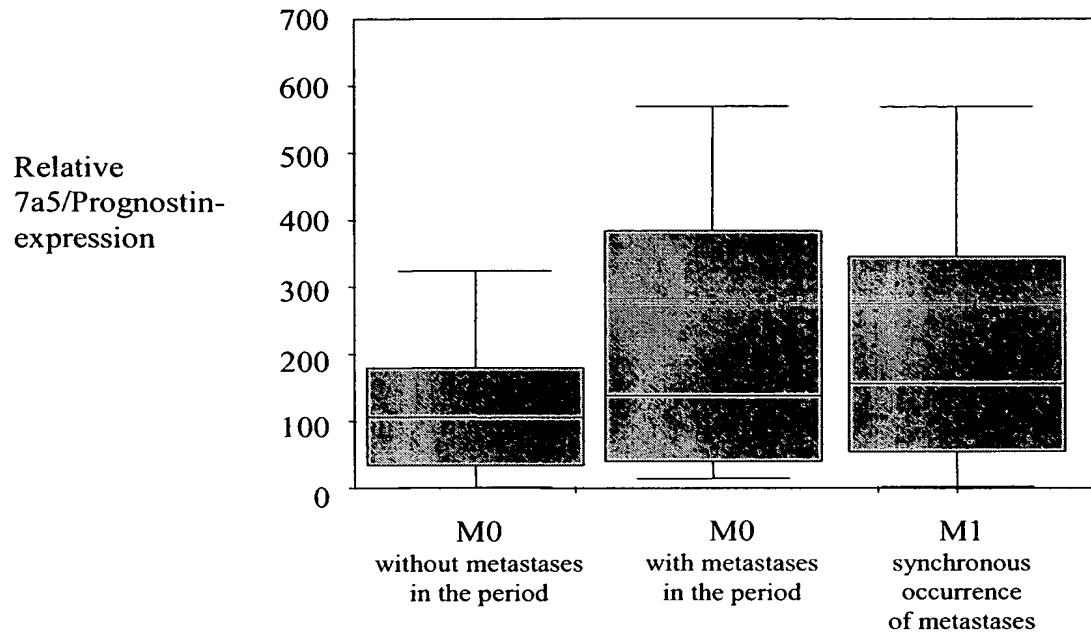 700
600
500
400
300
200
100
0
Relative
7a5/Prognostin-
expression
M0
without metastases
in the period
M0
with metastases
in the period
M1
synchronous
occurrence
of metastases